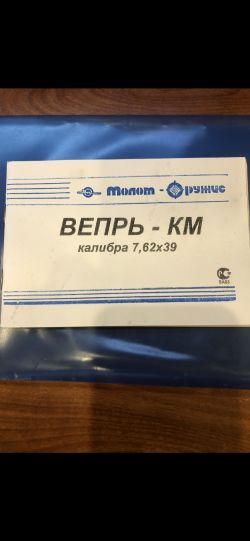 Молот - Оружие
ВЕПРЬ - КМ
калибра 7,62х39